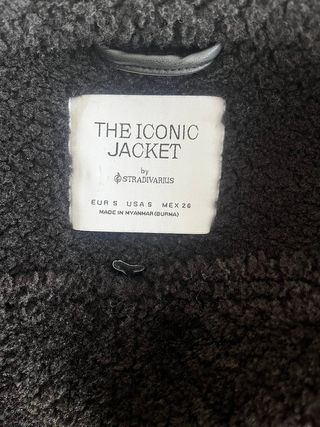 THE ICONIC
JACKET
by
STRADIVARIUS
EUR S USA S MEX 26
MADE IN MYANMAR (BURMA)